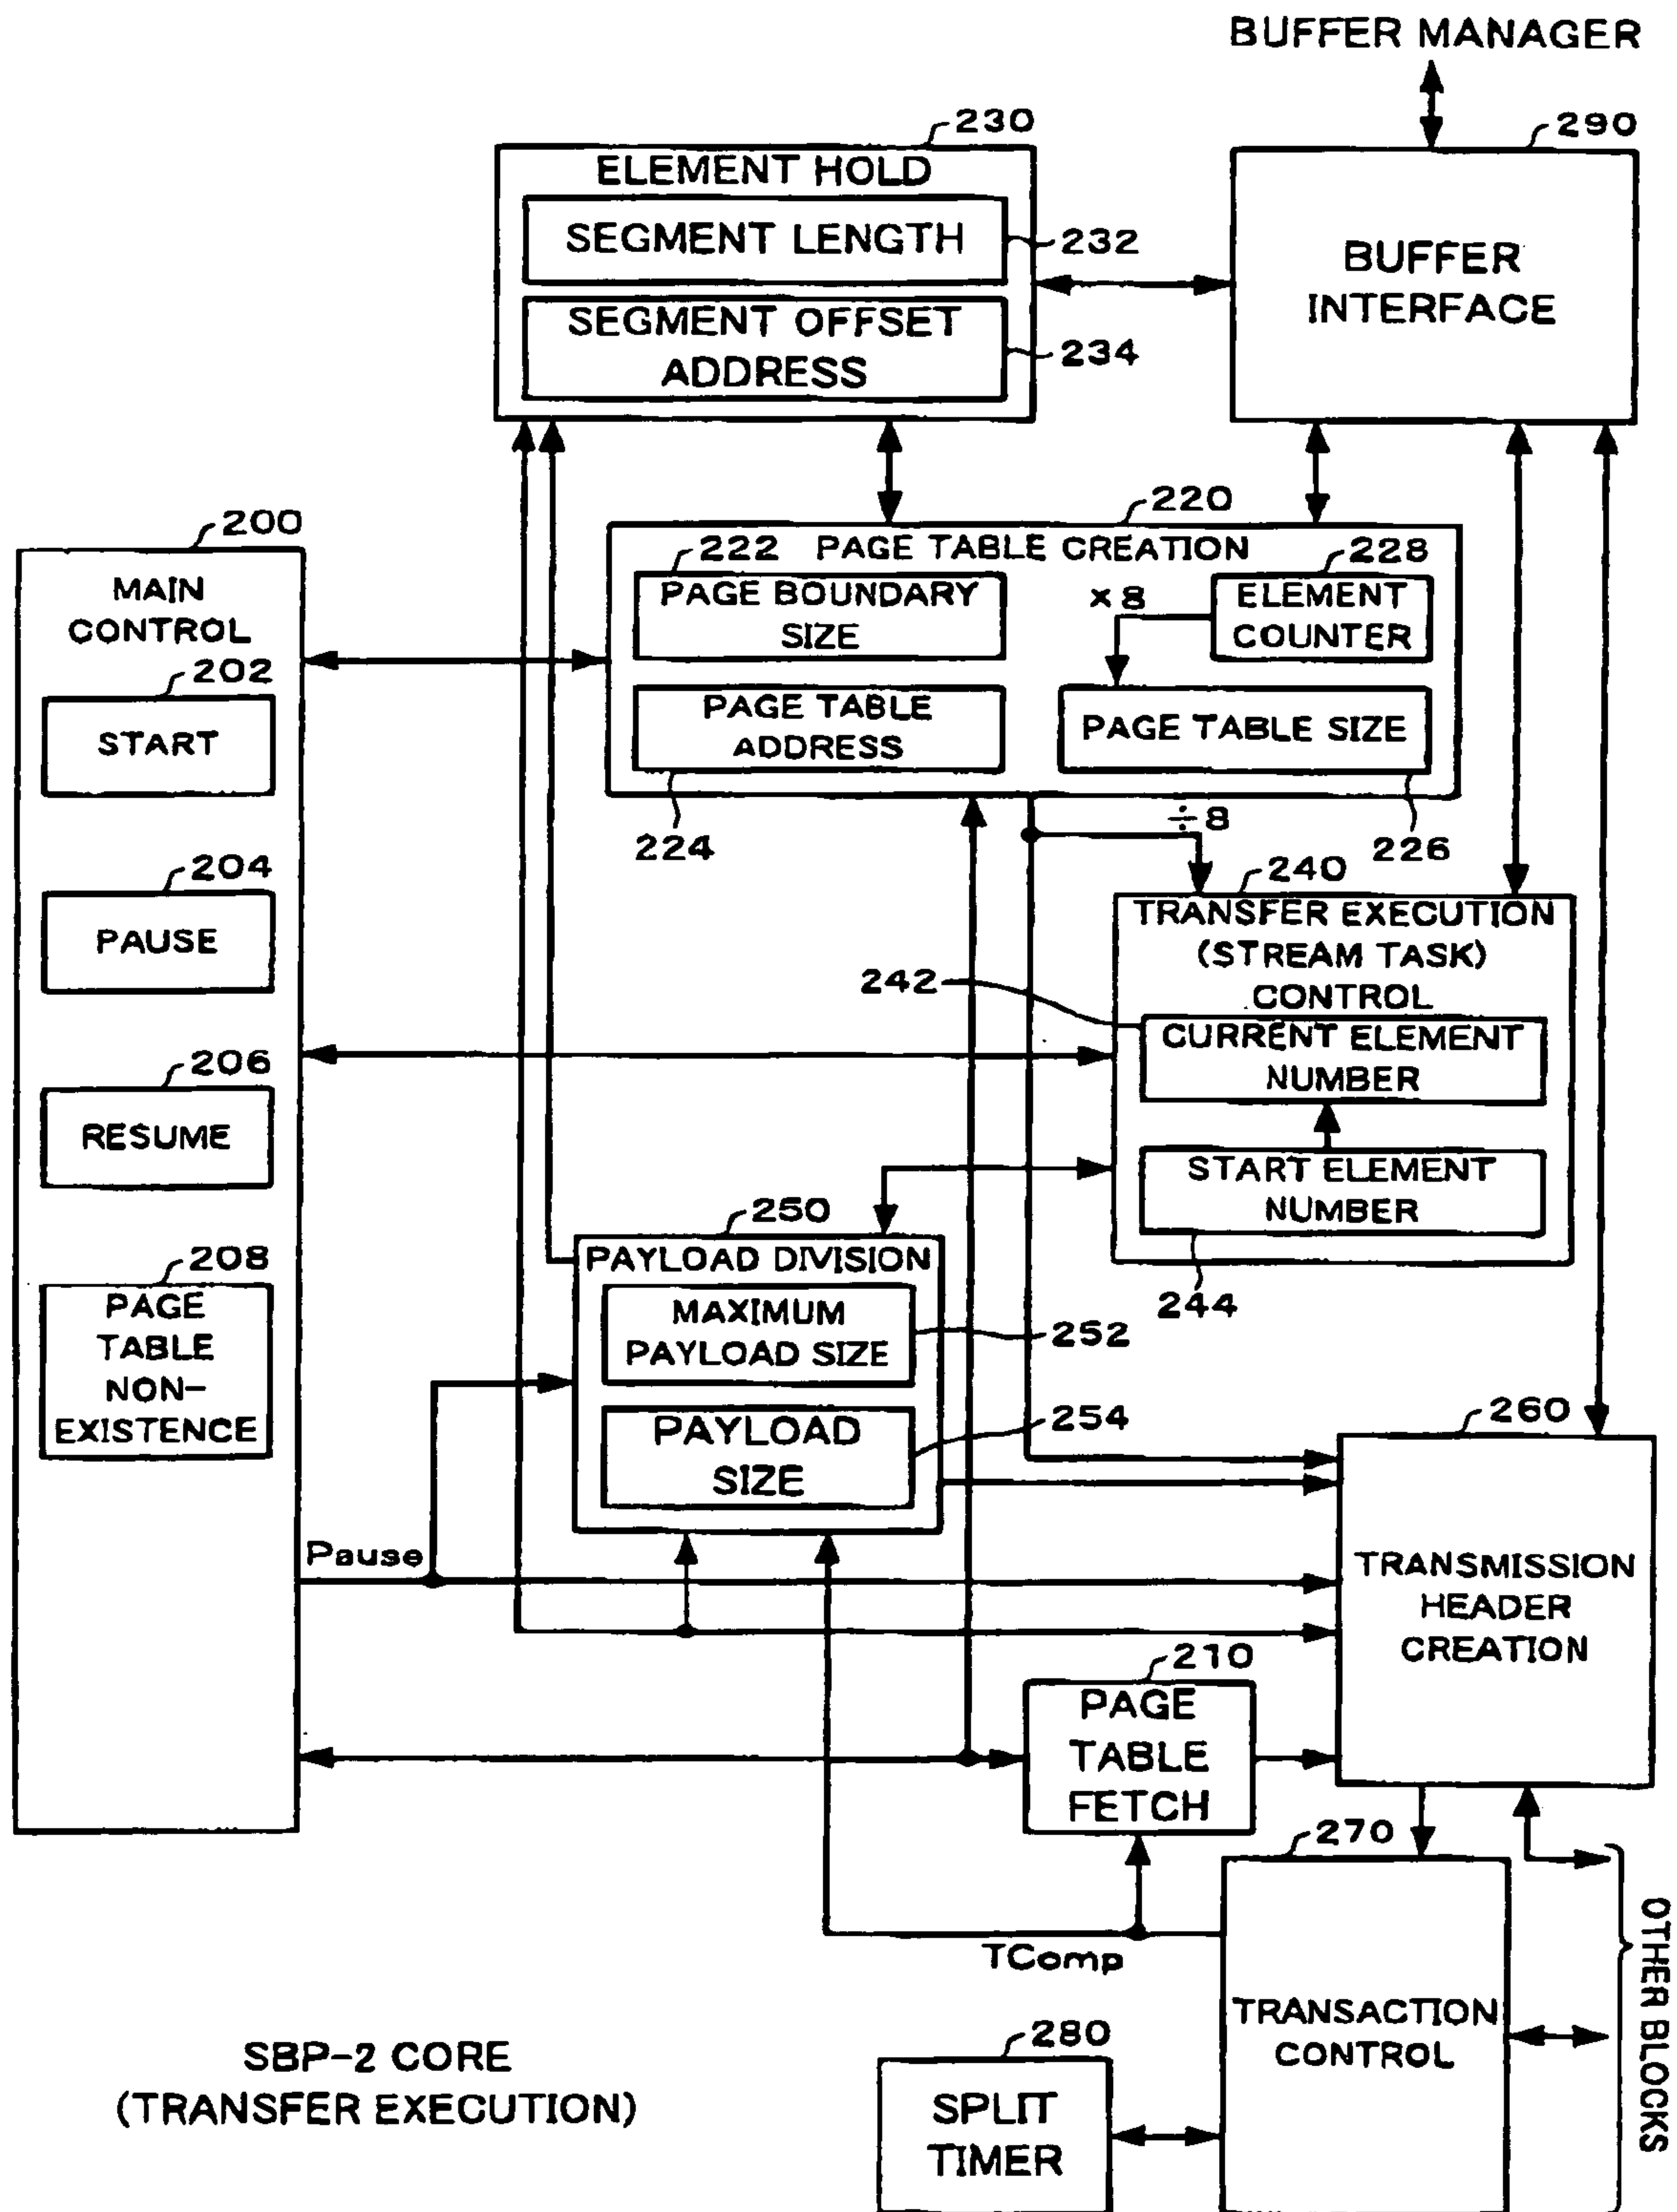 BUFFER MANAGER
230
290
ELEMENT HOLD
SEGMENT LENGTH
232
SEGMENT OFFSET
ADDRESS
234
BUFFER
INTERFACE
200
MAIN
CONTROL
202
START
204
PAUSE
206
RESUME
208
PAGE
TABLE
NON-
EXISTENCE
220
222
PAGE TABLE CREATION
228
PAGE BOUNDARY
SIZE
×8
ELEMENT
COUNTER
PAGE TABLE
ADDRESS
PAGE TABLE SIZE
224
÷8
226
240
TRANSFER EXECUTION
(STREAM TASK)
CONTROL
242
CURRENT ELEMENT
NUMBER
START ELEMENT
NUMBER
244
250
PAYLOAD DIVISION
MAXIMUM
PAYLOAD SIZE
252
PAYLOAD
SIZE
254
260
Pause
TRANSMISSION
HEADER
CREATION
210
PAGE
TABLE
FETCH
270
TComp
TRANSACTION
CONTROL
OTHER BLOCKS
280
SPLIT
TIMER
SBP-2 CORE
(TRANSFER EXECUTION)